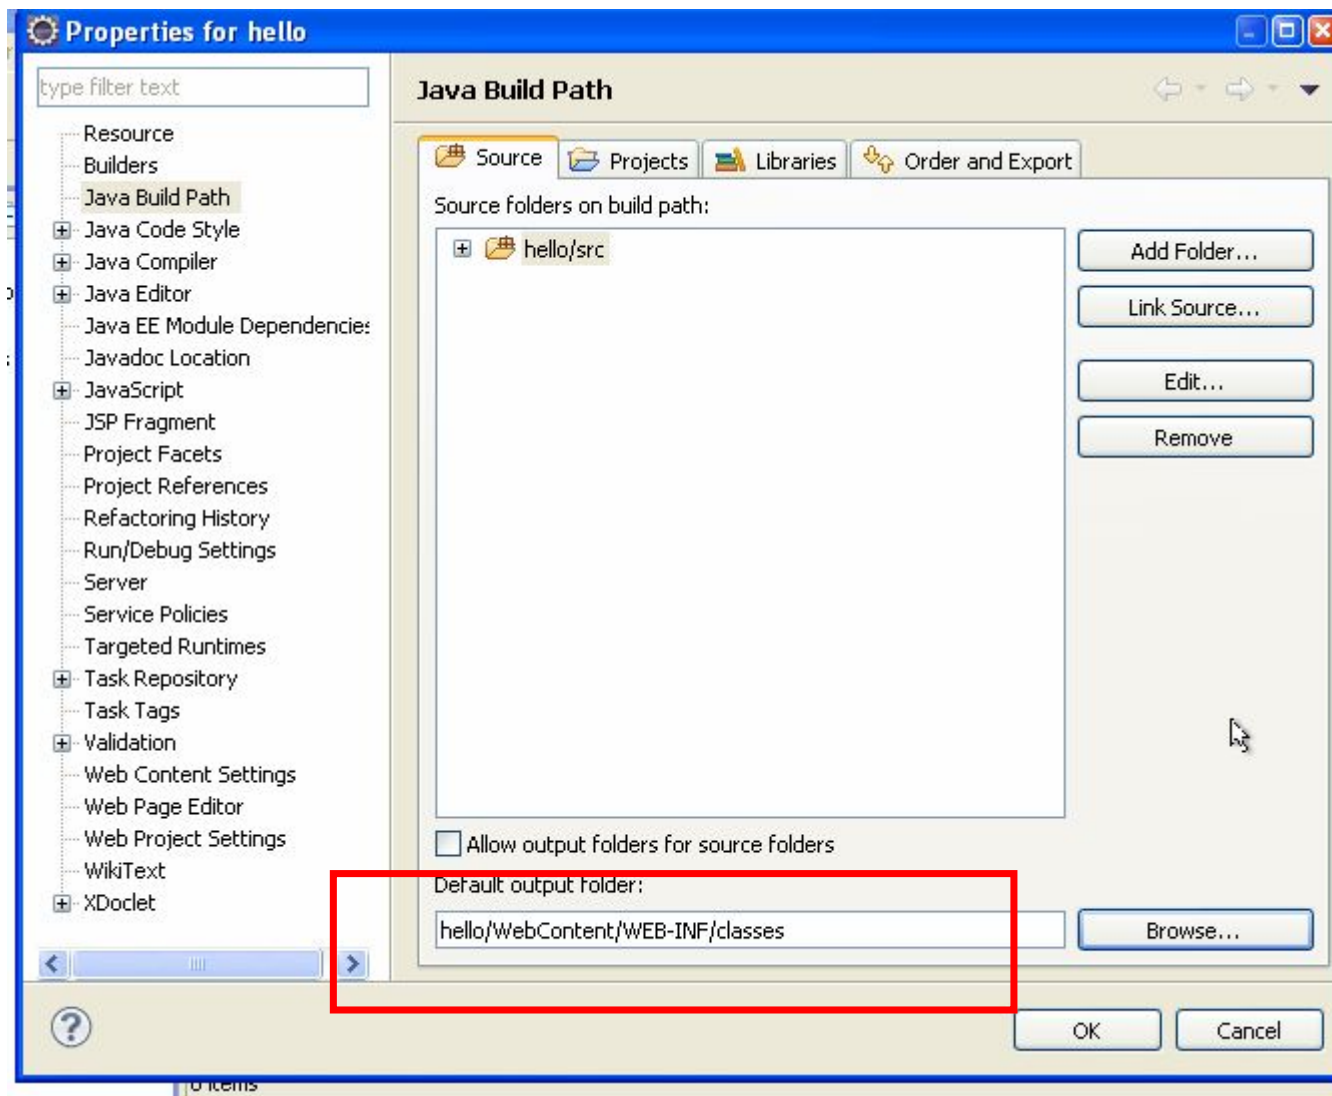 Properties for hello
type filter text
Resource
Builders
Java Build Path
Java Code Style
Java Compiler
Java Editor
Java EE Module Dependencies
Javadoc Location
JavaScript
JSP Fragment
Project Facets
Project References
Refactoring History
Run/Debug Settings
Server
Service Policies
Targeted Runtimes
Task Repository
Task Tags
Validation
Web Content Settings
Web Page Editor
Web Project Settings
WikiText
XDoclet
Java Build Path
Source Projects Libraries Order and Export
Source folders on build path:
hello/src
Add Folder...
Link Source...
Edit...
Remove
Allow output folders for source folders
Default output folder:
hello/WebContent/WEB-INF/classes
Browse...
OK Cancel
0 items